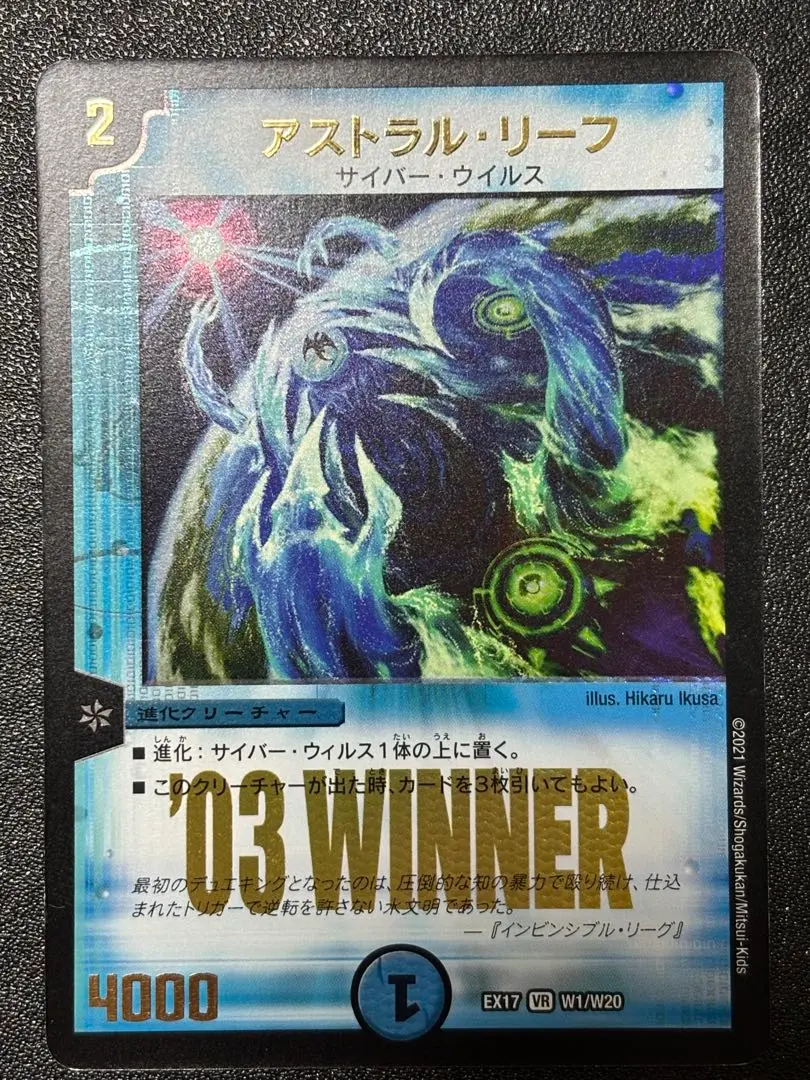 2
アストラル・リーフ
サイバー・ウイルス
illus. Hikaru Ikusa
進化クリーチャー
■ 進化：サイバー・ウィルス1体の上に置く。
■ このクリーチャーが出た時、カードを3枚引いてもよい。
'03 WINNER
最初のデュエキングとなったのは、圧倒的な知の暴力で殴り続け、仕込
まれたトリガーで逆転を許さない水文明であった。
―『インビンシブル・リーグ』
4000
1
EX17 VR W1/W20
©2021 Wizards/Shogakukan/Mitsui-Kids